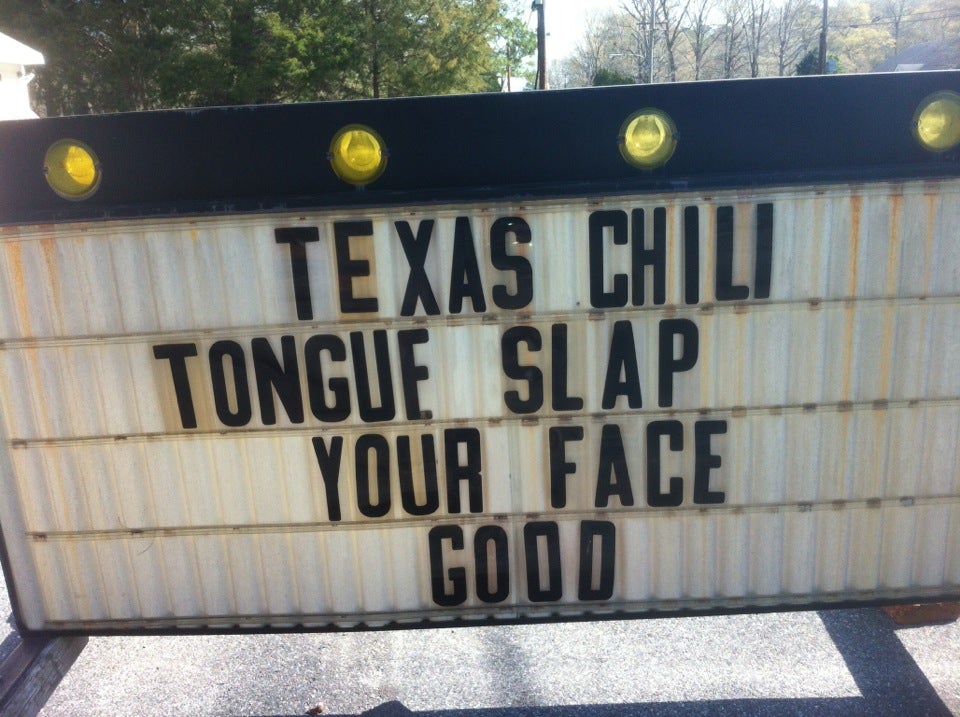 TEXAS CHILI
TONGUE SLAP
YOUR FACE
GOOD